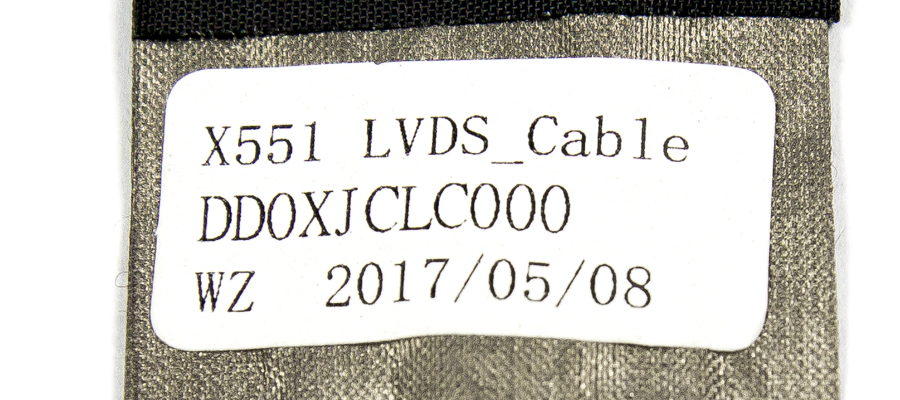 X551 LVDS_Cable
DD0XJCLC000
WZ 2017/05/08